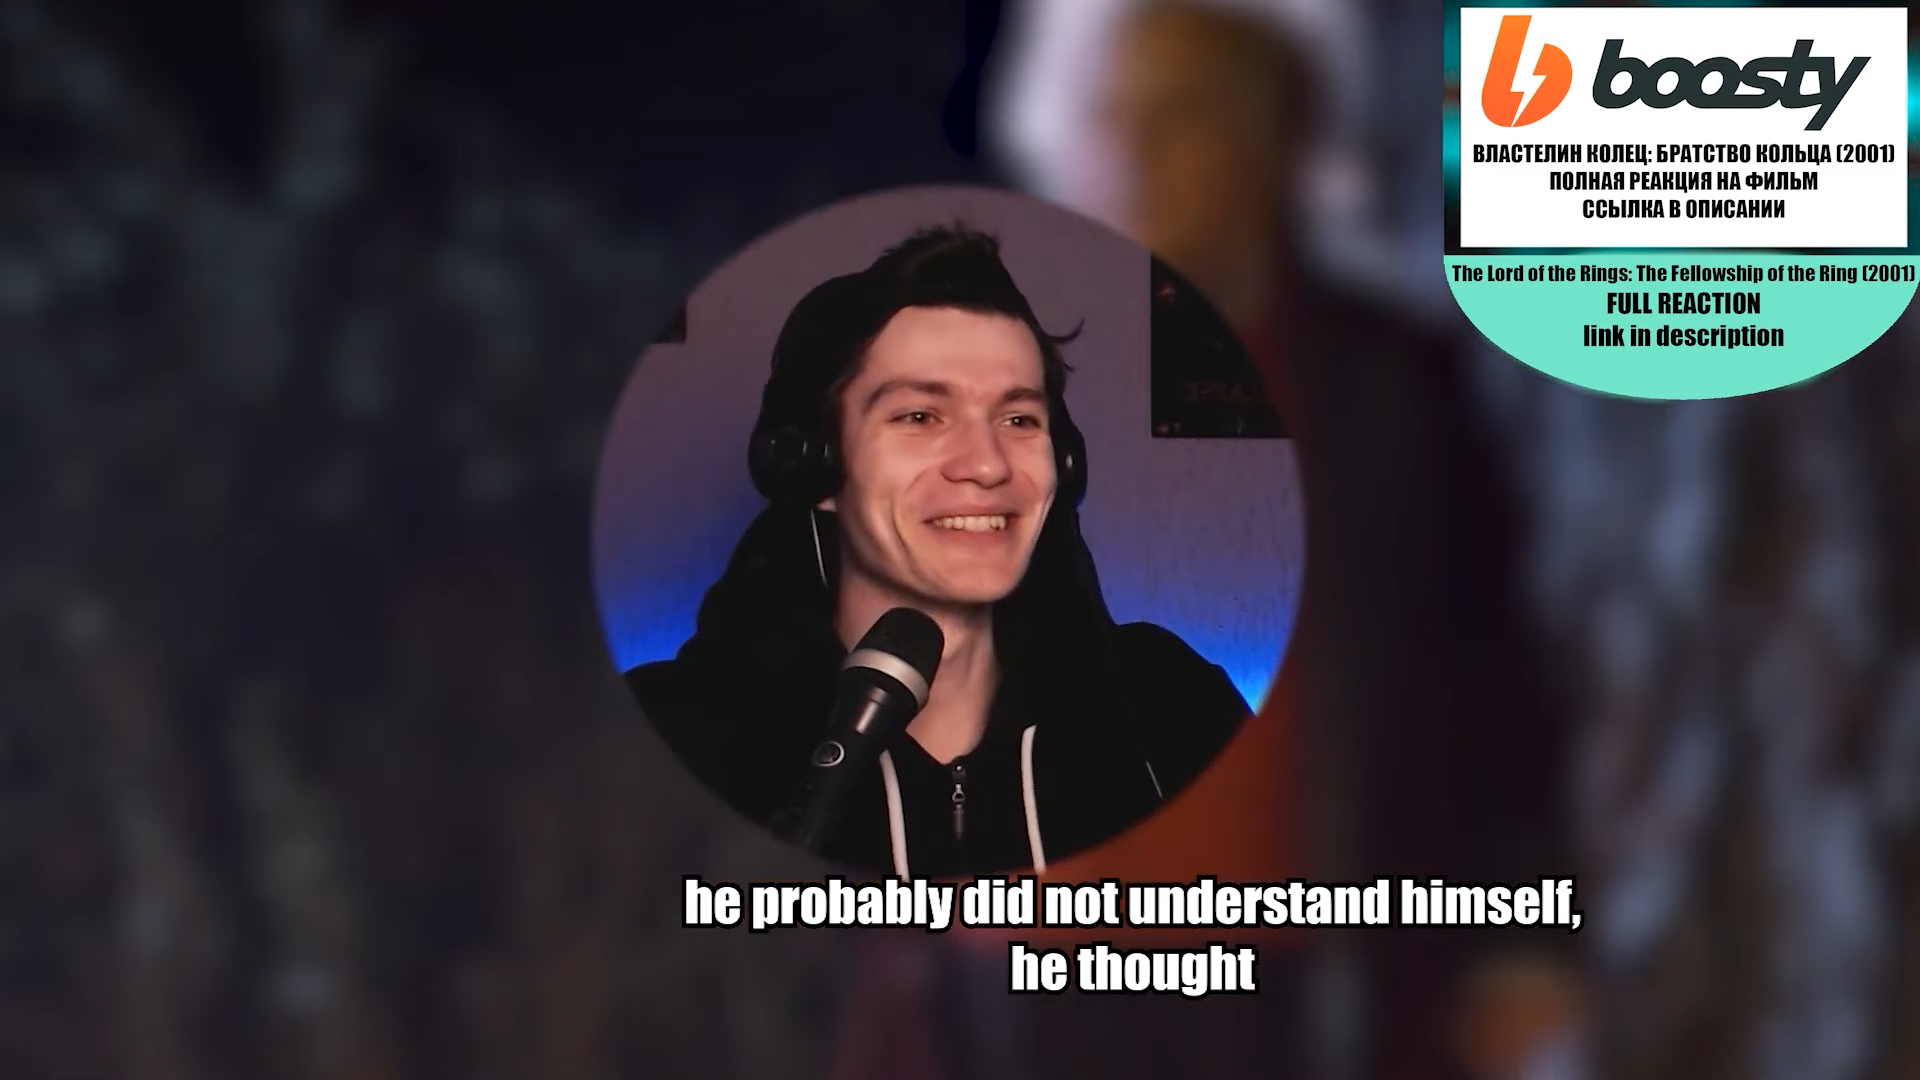 boosty
ВЛАСТЕЛИН КОЛЕЦ: БРАТСТВО КОЛЬЦА (2001)
ПОЛНАЯ РЕАКЦИЯ НА ФИЛЬМ
ССЫЛКА В ОПИСАНИИ
The Lord of the Rings: The Fellowship of the Ring (2001)
FULL REACTION
link in description
he probably did not understand himself,
he thought